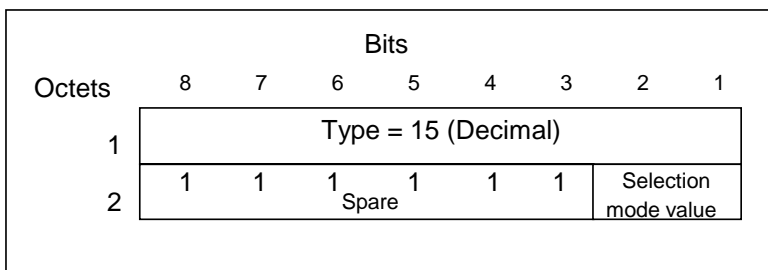 Bits
Octets 8 7 6 5 4 3 2 1
1 Type = 15 (Decimal)
2 1 1 1 1 1 1 Selection
Spare mode value